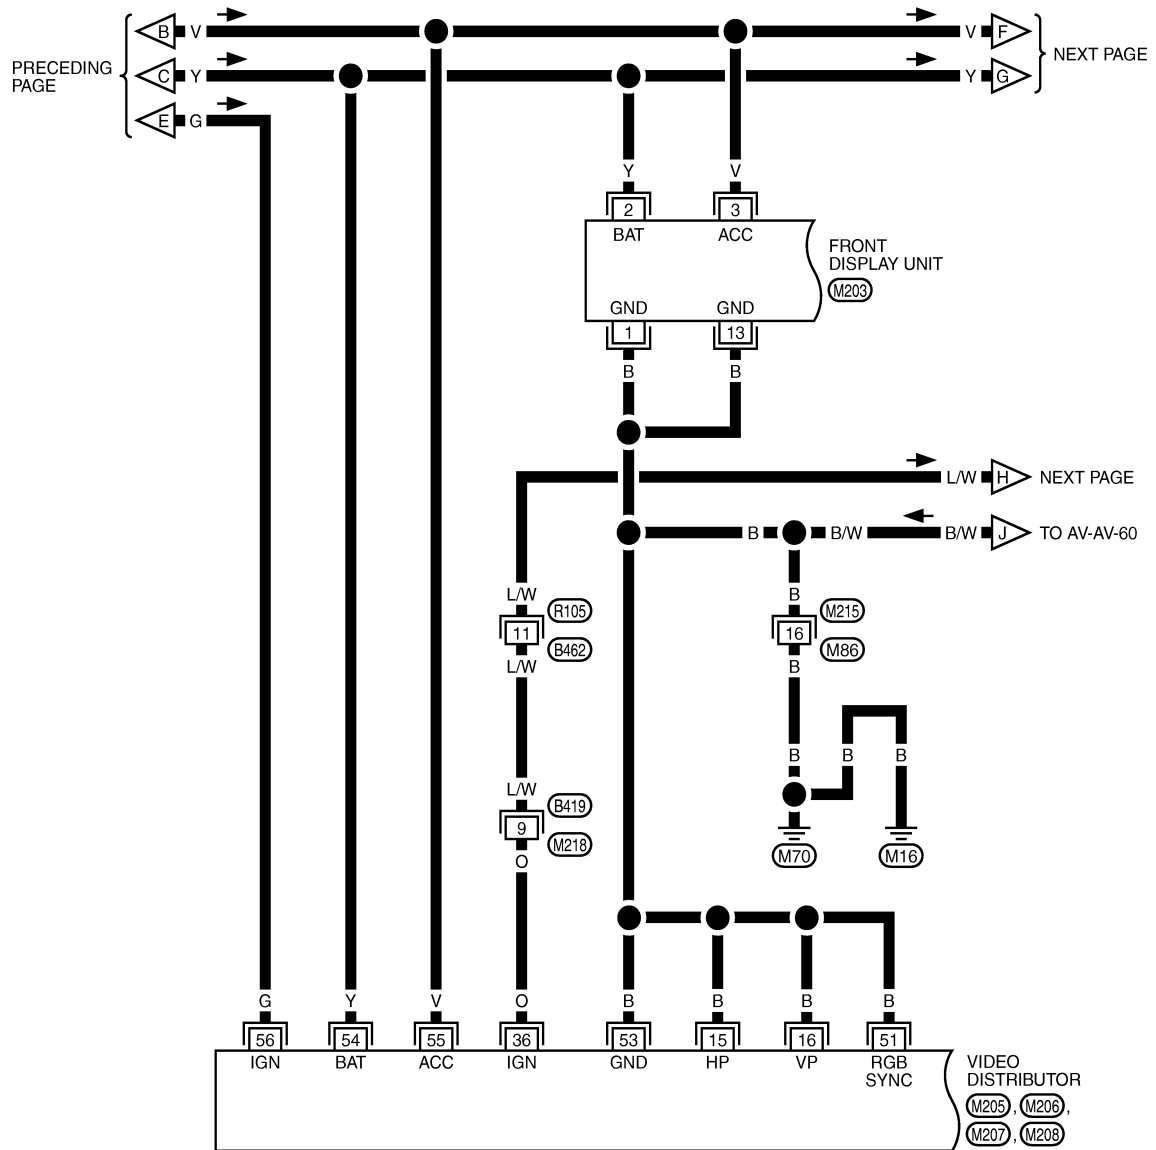 B V V F
PRECEDING
PAGE
NEXT PAGE
C Y Y G
E G
Y V
2 3
BAT ACC
FRONT
DISPLAY UNIT
M203
GND GND
1 13
B B
L/W H NEXT PAGE
B B/W B/W J TO AV-AV-60
L/W B
R105 M215
11 16
B462 M86
L/W B
B B B
L/W
B419
9
M218
O
M70 M16
G Y V O B B B B
56 54 55 36 53 15 16 51
IGN BAT ACC IGN GND HP VP RGB
SYNC
VIDEO
DISTRIBUTOR
M205 , M206 ,
M207 , M208